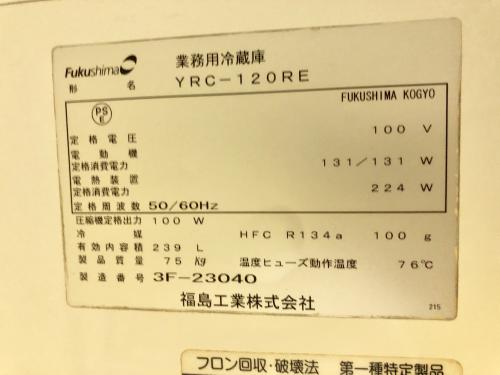 Fukushima 業務用冷蔵庫
形名 YRC-120RE
PS E
FUKUSHIMA KOGYO
定格電圧 100 V
電動機
定格消費電力 131/131 W
電熱装置
定格消費電力 224 W
定格周波数 50/60Hz
圧縮機定格出力 100 W
冷媒 HFC R134a 100 g
有効内容積 239 L
製品質量 75 kg 温度ヒューズ動作温度 76℃
製造番号 3F-23040
福島工業株式会社
215
フロン回収・破壊法 第一種特定製品